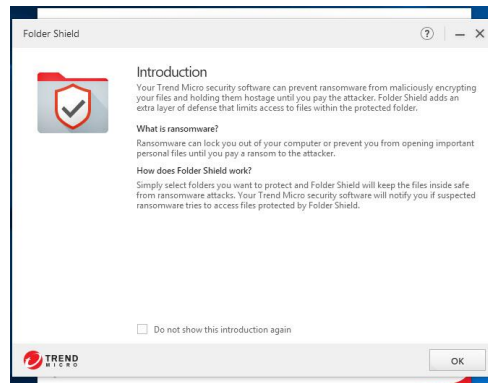 Folder Shield
?
Introduction
Your Trend Micro security software can prevent ransomware from maliciously encrypting
your files and holding them hostage until you pay the attacker. Folder Shield adds an
extra layer of defense that limits access to files within the protected folder.
What is ransomware?
Ransomware can lock you out of your computer or prevent you from opening important
personal files until you pay a ransom to the attacker.
How does Folder Shield work?
Simply select folders you want to protect and Folder Shield will keep the files inside safe
from ransomware attacks. Your Trend Micro security software will notify you if suspected
ransomware tries to access files protected by Folder Shield.
Do not show this introduction again
TREND
MICRO
OK